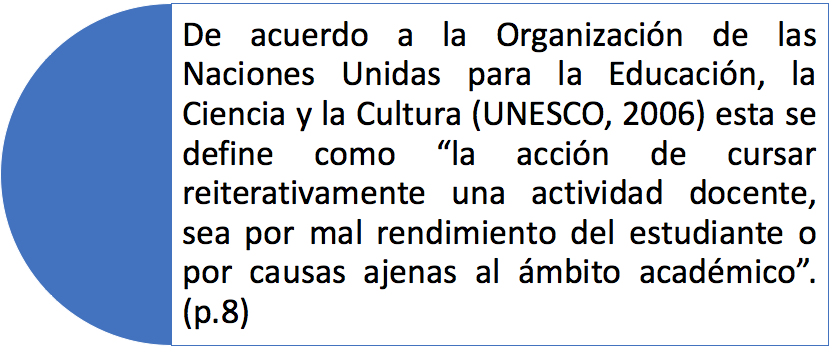 De acuerdo a la Organización de las
Naciones Unidas para la Educación, la
Ciencia y la Cultura (UNESCO, 2006) esta se
define como “la acción de cursar
reiterativamente una actividad docente,
sea por mal rendimiento del estudiante o
por causas ajenas al ámbito académico”.
(p.8)